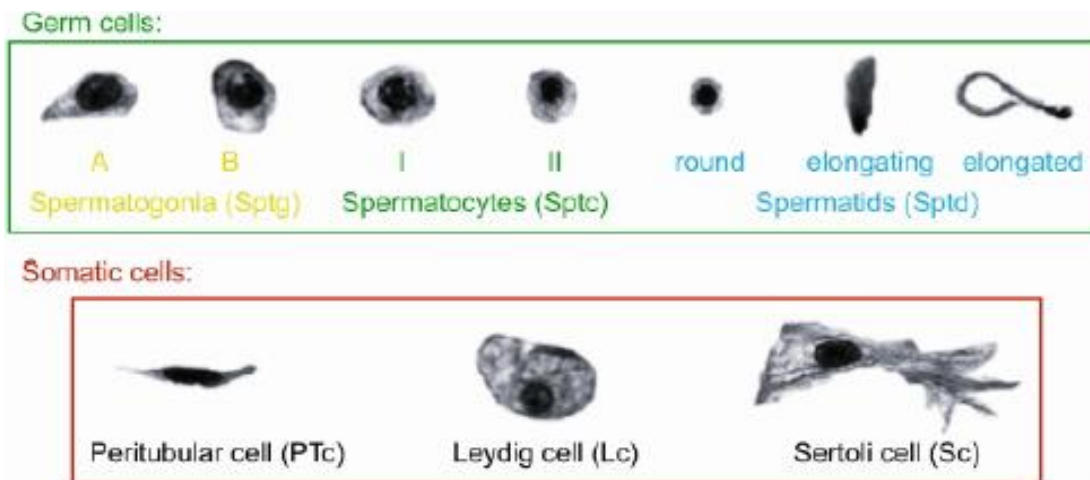 Germ cells:
A B I II round elongating elongated
Spermatogonia (Sptg) Spermatocytes (Sptc) Spermatids (Sptd)
Somatic cells:
Peritubular cell (PTc) Leydig cell (Lc) Sertoli cell (Sc)